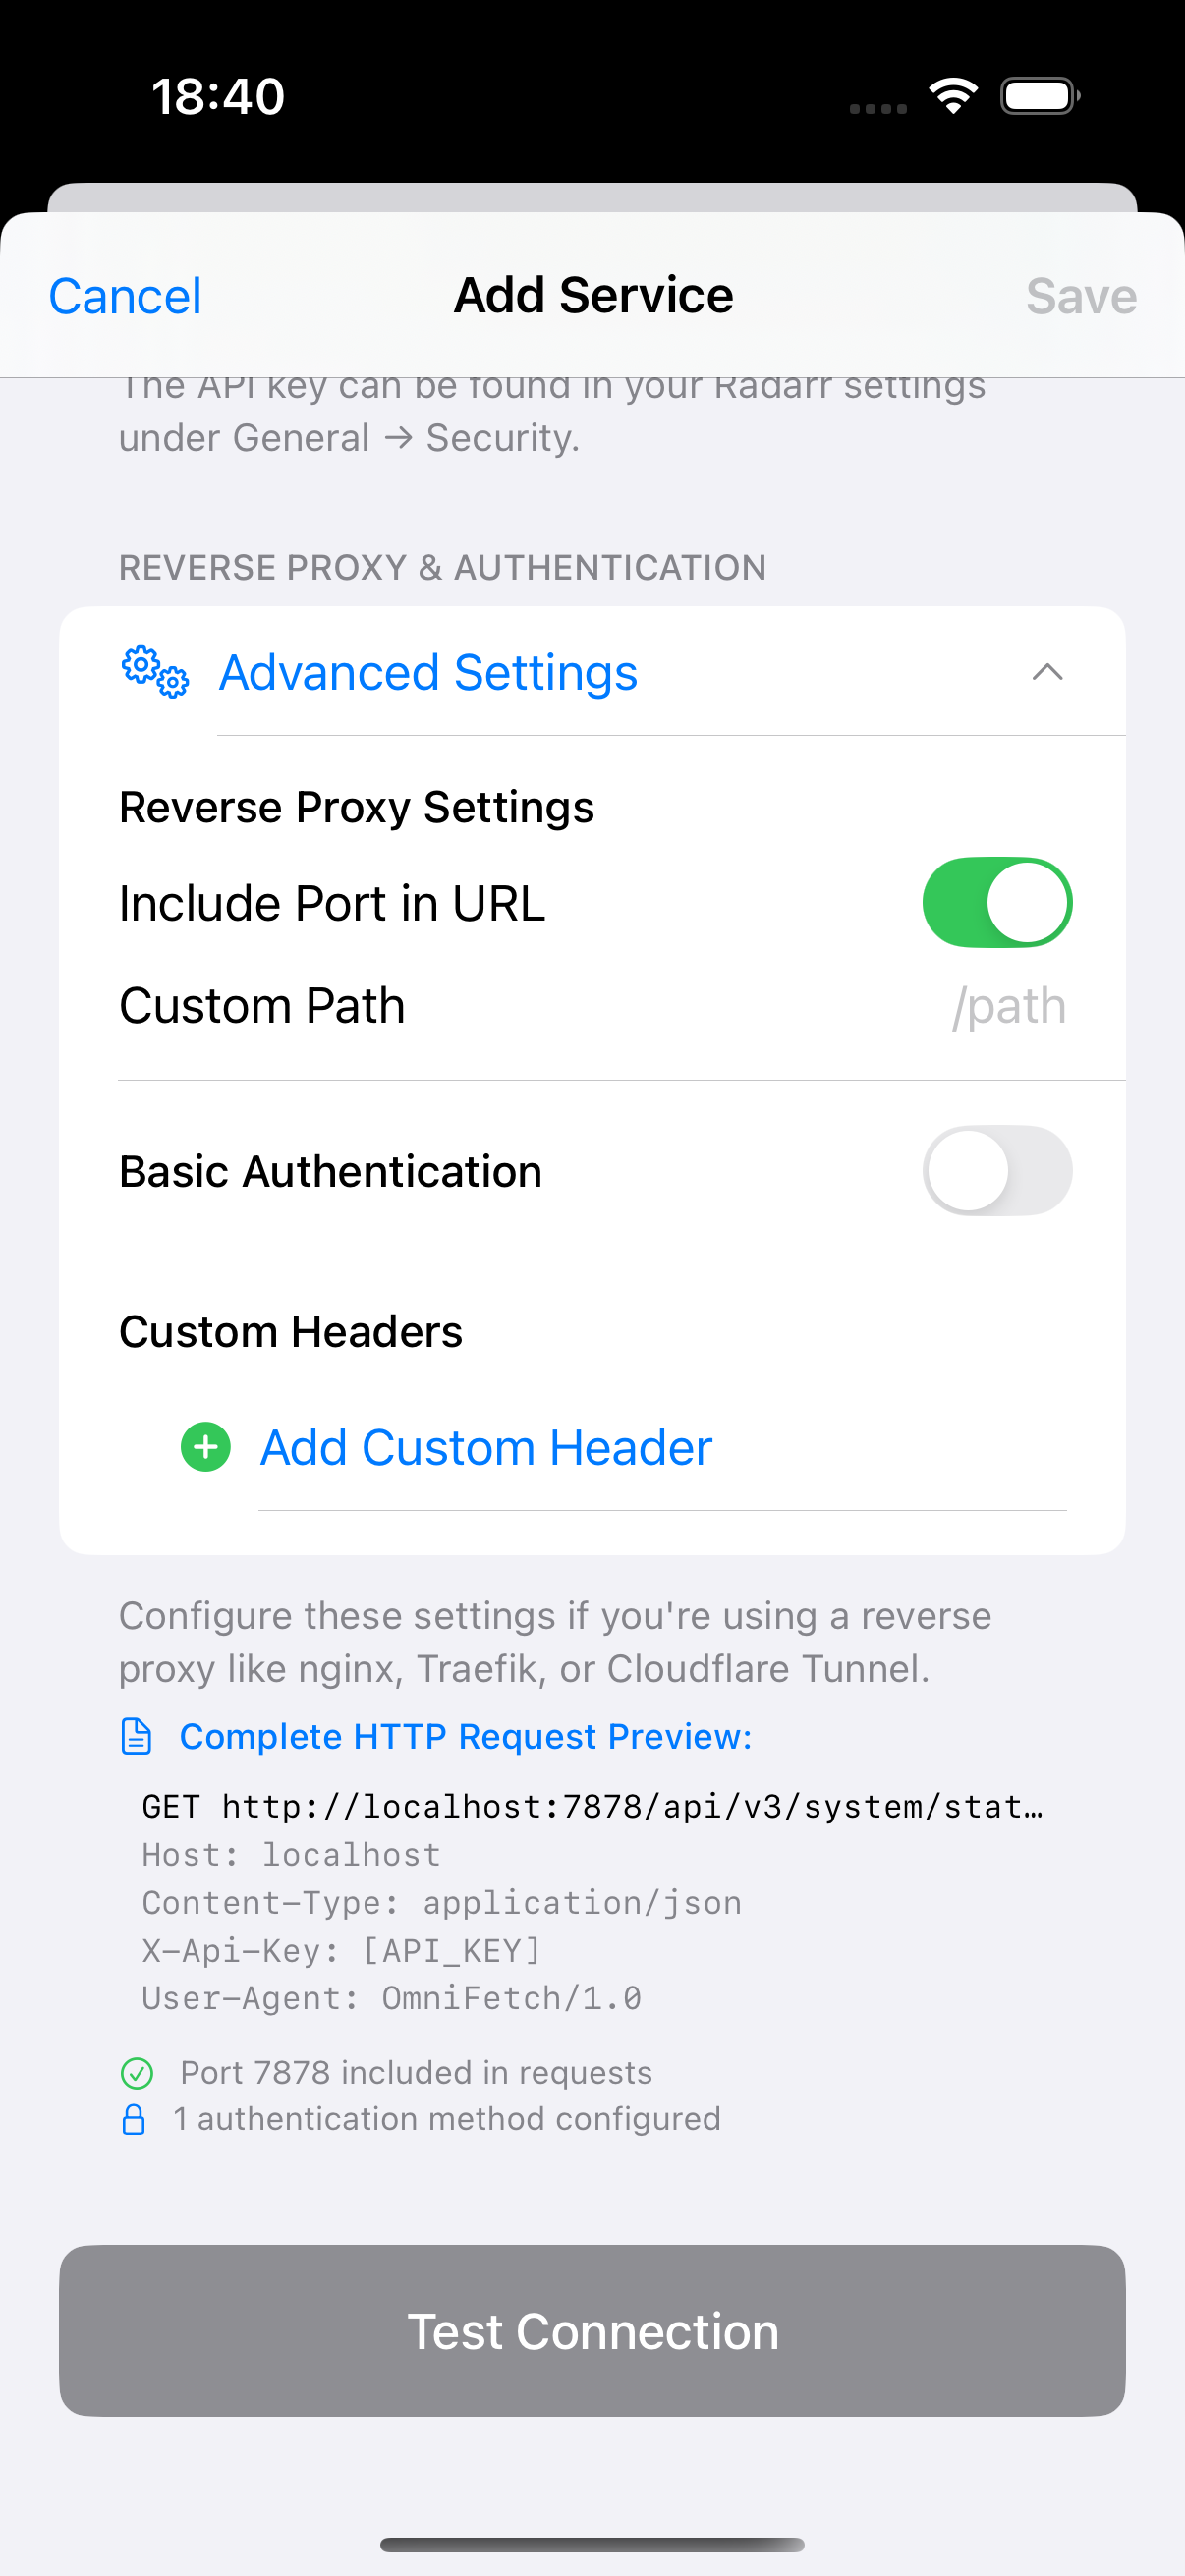 18:40
Cancel
Add Service
Save
The API key can be found in your Radarr settings
under General → Security.
REVERSE PROXY & AUTHENTICATION
Advanced Settings
Reverse Proxy Settings
Include Port in URL
Custom Path
/path
Basic Authentication
Custom Headers
Add Custom Header
Configure these settings if you're using a reverse
proxy like nginx, Traefik, or Cloudflare Tunnel.
Complete HTTP Request Preview:
GET http://localhost:7878/api/v3/system/stat…
Host: localhost
Content-Type: application/json
X-Api-Key: [API_KEY]
User-Agent: OmniFetch/1.0
Port 7878 included in requests
1 authentication method configured
Test Connection